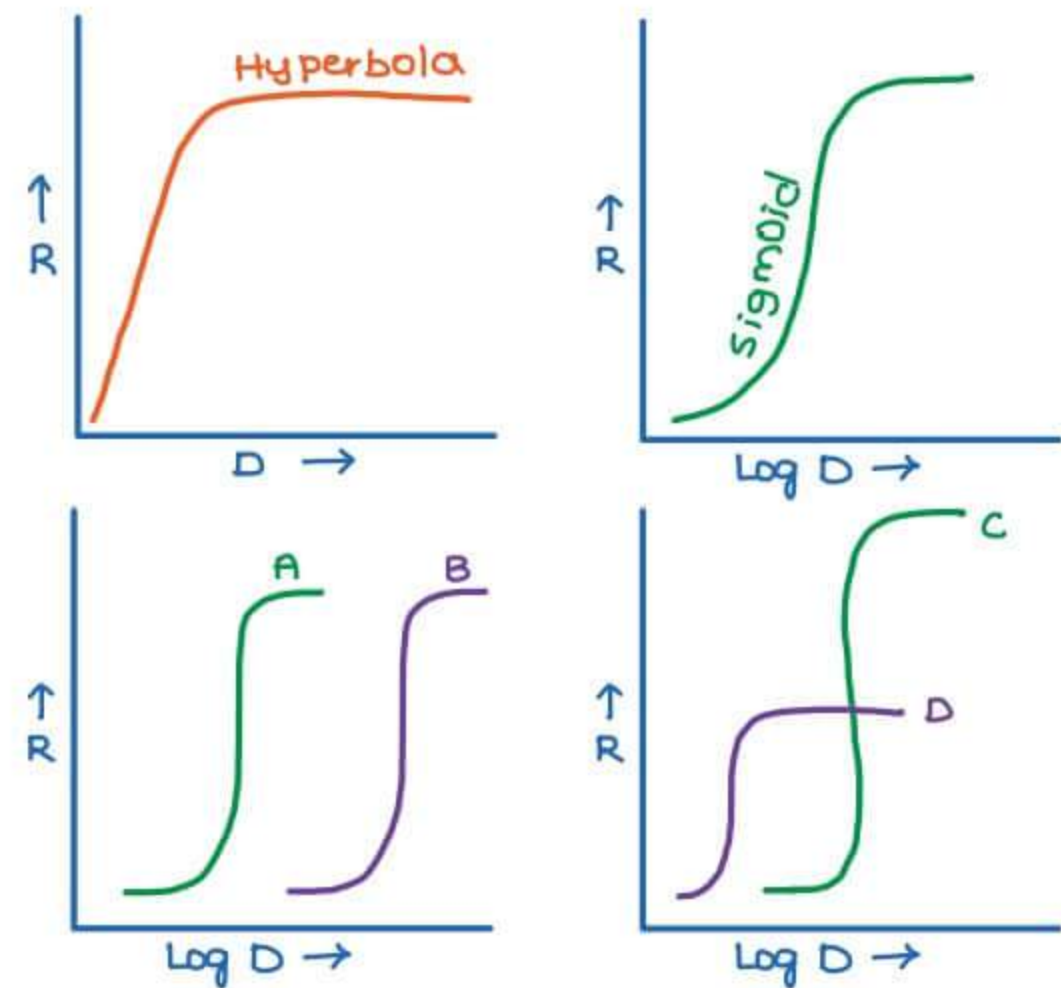 Hyperbola
↑
R
D →
sigmoid
↑
R
Log D →
A
B
↑
R
Log D →
C
D
↑
R
Log D →